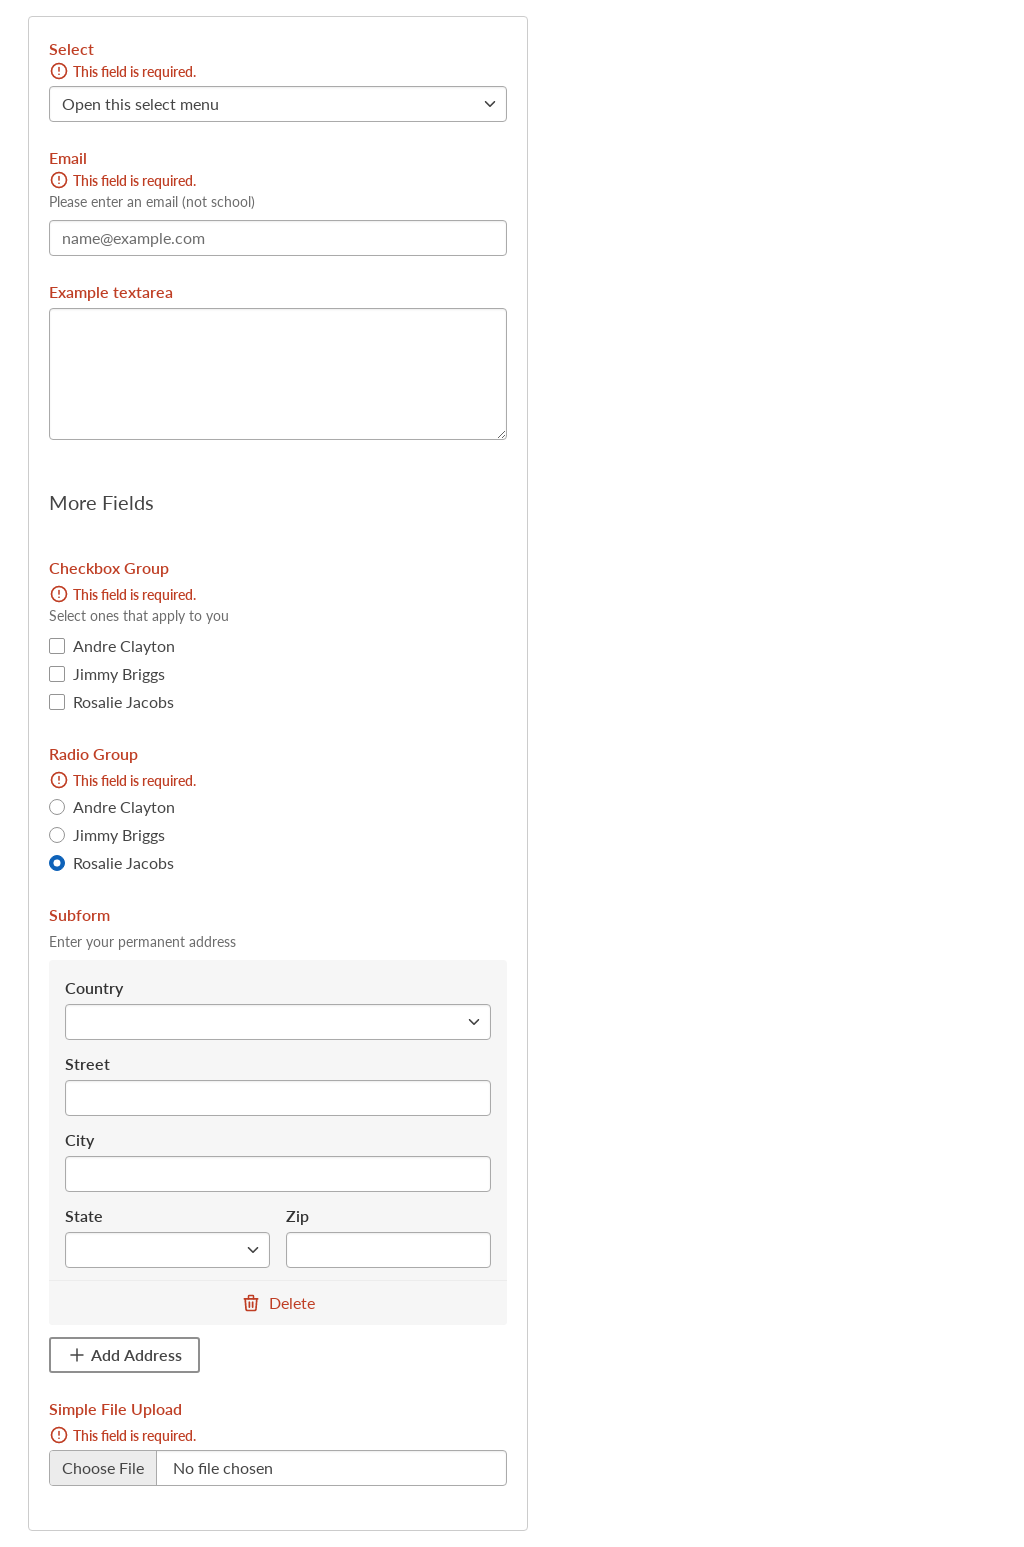 Select
This field is required.
Open this select menu
Email
This field is required.
Please enter an email (not school)
name@example.com
Example textarea
More Fields
Checkbox Group
This field is required.
Select ones that apply to you
Andre Clayton
Jimmy Briggs
Rosalie Jacobs
Radio Group
This field is required.
Andre Clayton
Jimmy Briggs
Rosalie Jacobs
Subform
Enter your permanent address
Country
Street
City
State Zip
Delete
Add Address
Simple File Upload
This field is required.
Choose File No file chosen